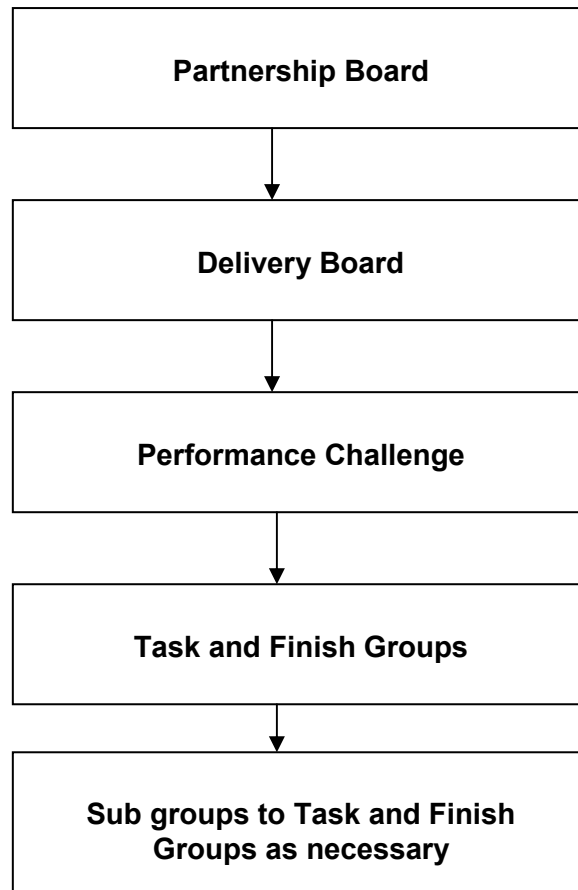 Partnership Board
Delivery Board
Performance Challenge
Task and Finish Groups
Sub groups to Task and Finish
Groups as necessary